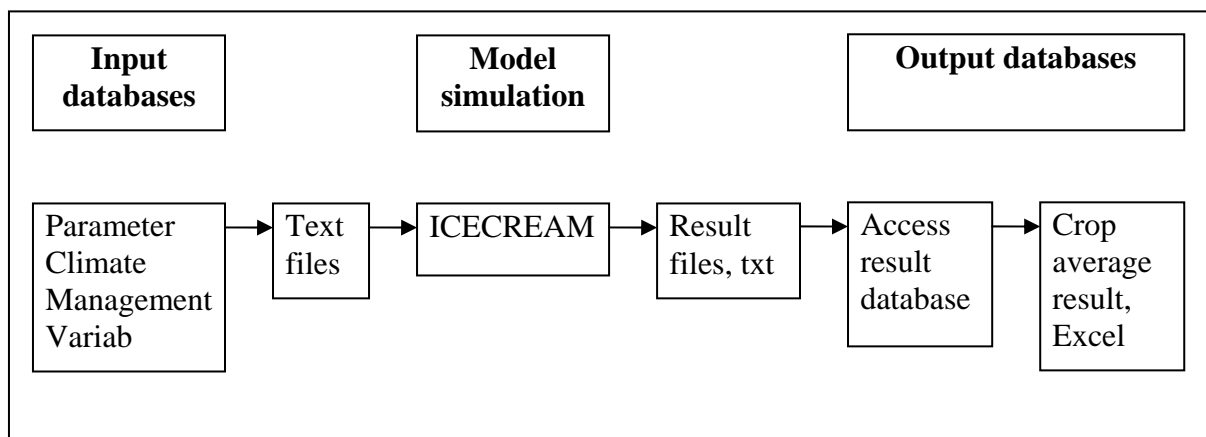 Input
databases
Model
simulation
Output databases
Parameter
Climate
Management
Variab
Text
files
ICECREAM
Result
files, txt
Access
result
database
Crop
average
result,
Excel